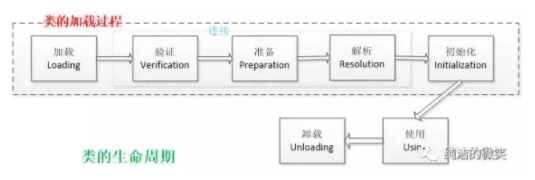 类的加载过程
连接
加载
Loading
验证
Verification
准备
Preparation
解析
Resolution
初始化
Initialization
卸载
Unloading
使用
Using
类的生命周期
纯洁的微笑